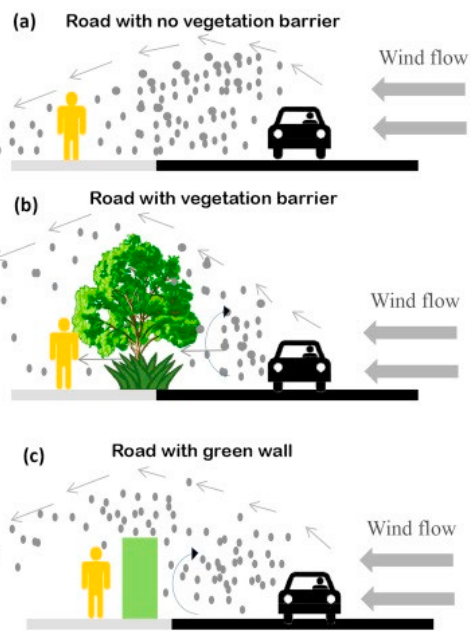 (a) Road with no vegetation barrier
Wind flow
(b) Road with vegetation barrier
Wind flow
(c) Road with green wall
Wind flow